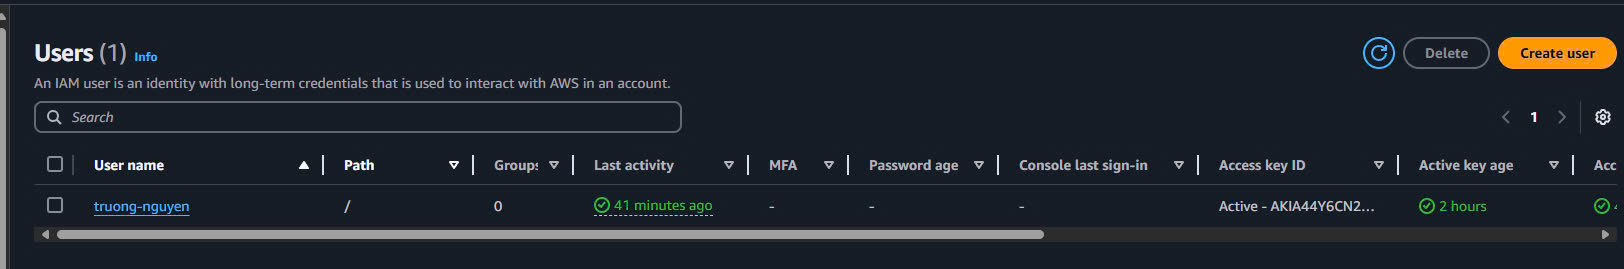 Users (1) Info
Delete
Create user
An IAM user is an identity with long-term credentials that is used to interact with AWS in an account.
Search
1
User name Path Groups Last activity MFA Password age Console last sign-in Access key ID Active key age Acc
truong-nguyen / 0 41 minutes ago - - - Active - AKIA44Y6CN2... 2 hours 4